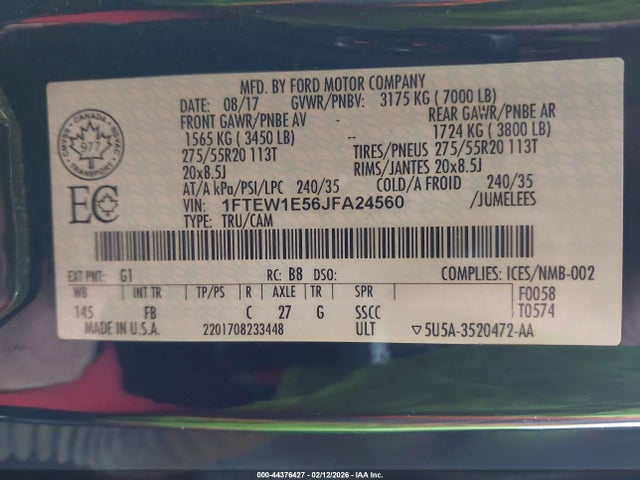 MFD. BY FORD MOTOR COMPANY
DATE: 08/17 GVWR/PNBV: 3175 KG ( 7000 LB)
FRONT GAWR/PNBE AV REAR GAWR/PNBE AR
1565 KG ( 3450 LB) -- 1724 KG ( 3800 LB)
275/55R20 113T TIRES/PNEUS 275/55R20 113T
20x8.5J RIMS/JANTES 20x8.5J
AT/A kPa/PSI/LPC 240/35 COLD/A FROID 240/35
VIN: 1FTEW1E56JFA24560 /JUMELEES
TYPE: TRU/CAM
CANADA
977
TRANSPORT
EC
EXT PNT: G1 RC: B8 DSO: COMPLIES: ICES/NMB-002
WB INT TR TP/PS R AXLE TR SPR F0058
145 FB C 27 G SSCC T0574
MADE IN U.S.A. 2201708233448 ULT ▽5U5A-3520472-AA
000-44376427 - 02/12/2026 - IAA Inc.